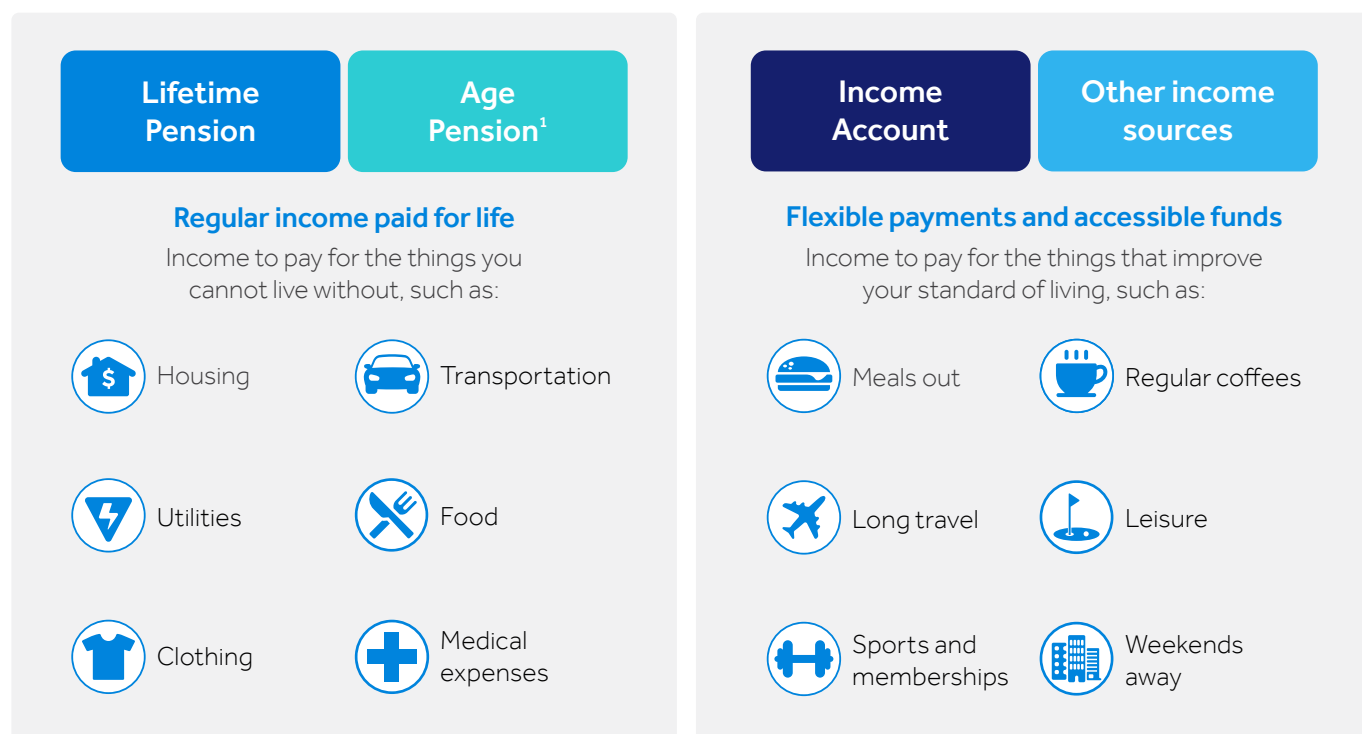 Lifetime
Pension
Age
Pension¹
Regular income paid for life
Income to pay for the things you
cannot live without, such as:
$
Housing
Transportation
Utilities
Food
Clothing
Medical
expenses
Income
Account
Other income
sources
Flexible payments and accessible funds
Income to pay for the things that improve
your standard of living, such as:
Meals out
Regular coffees
Long travel
Leisure
Sports and
memberships
Weekends
away